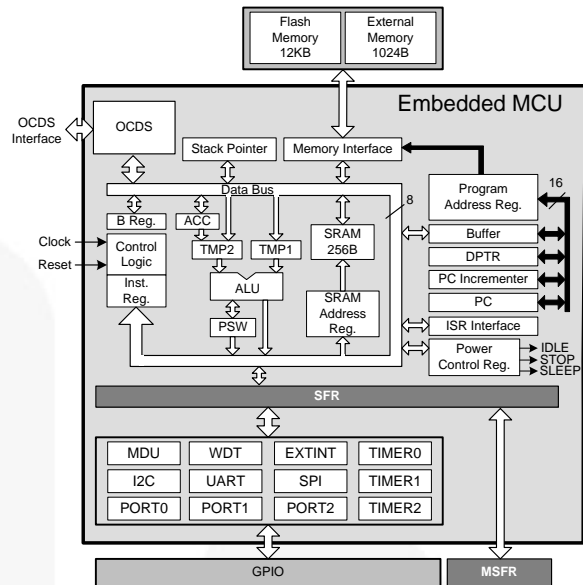 Flash
Memory
12KB
External
Memory
1024B
Embedded MCU
OCDS
Interface
OCDS
Stack Pointer
Memory Interface
Program
Address Reg.
16
Data Bus
8
B Reg.
ACC
TMP2
TMP1
SRAM
256B
Buffer
DPTR
PC Incrementer
PC
Clock
Reset
Control
Logic
Inst.
Reg.
ALU
PSW
SRAM
Address
Reg.
ISR Interface
Power
Control Reg.
IDLE
STOP
SLEEP
SFR
MDU
WDT
EXTINT
TIMER0
I2C
UART
SPI
TIMER1
PORT0
PORT1
PORT2
TIMER2
GPIO
MSFR